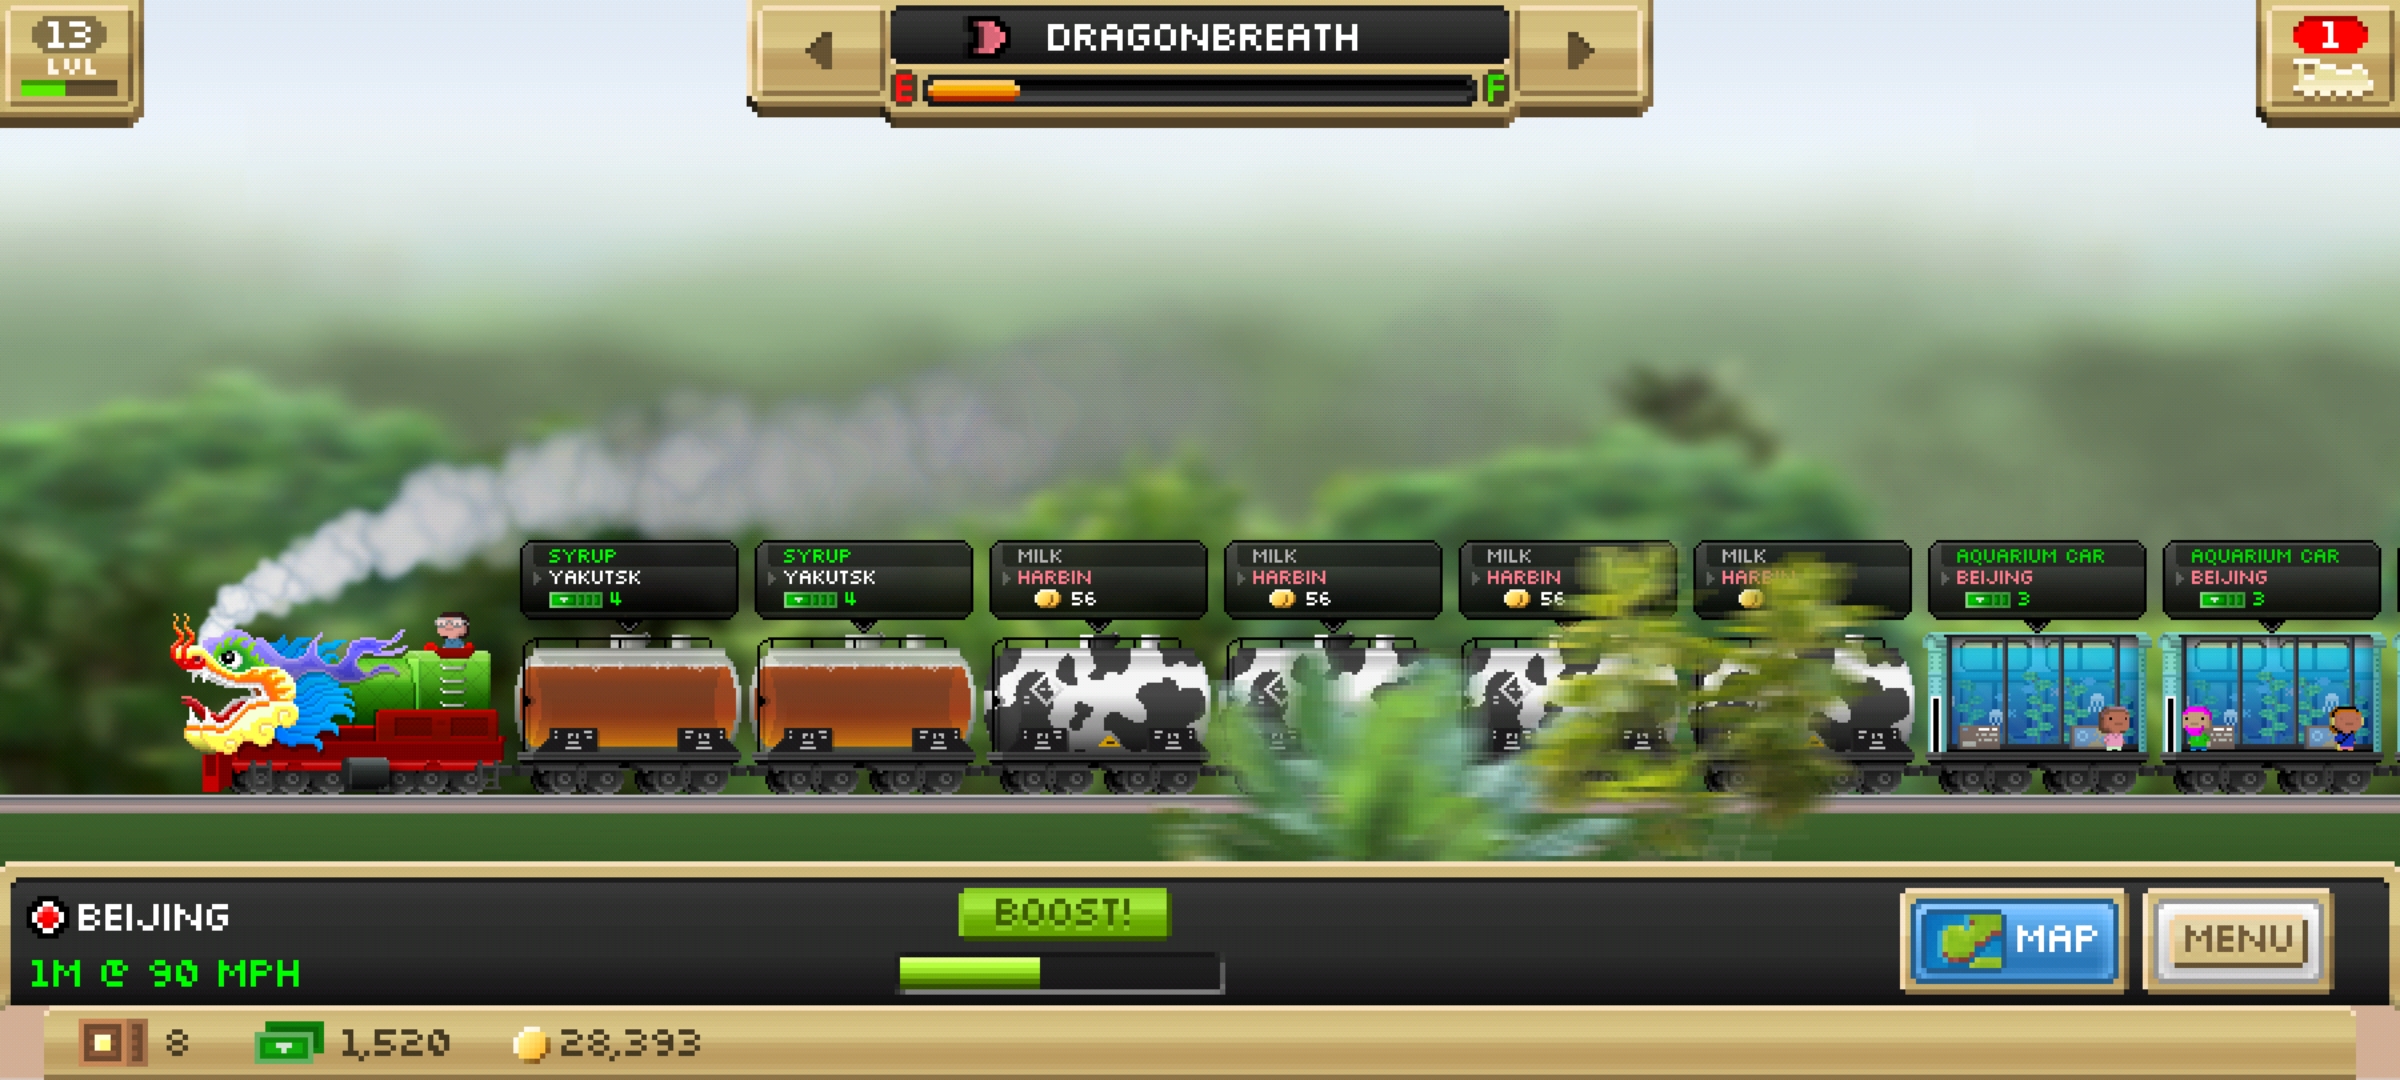 13
LVL
DRAGONBREATH
E F
1
SYRUP
YAKUTSK
4
SYRUP
YAKUTSK
4
MILK
HARBIN
56
MILK
HARBIN
56
MILK
HARBIN
56
MILK
HARBIN
AQUARIUM CAR
BEIJING
3
AQUARIUM CAR
BEIJING
3
BEIJING
1M @ 90 MPH
BOOST!
MAP
MENU
8 1,520 28,393